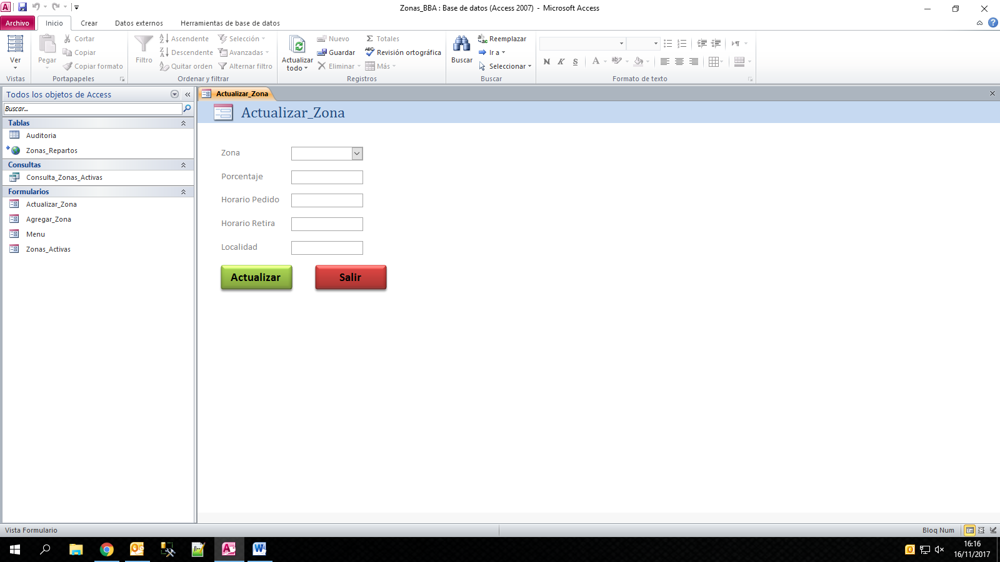 Zonas_BBA : Base de datos (Access 2007) - Microsoft Access
Archivo Inicio Crear Datos externos Herramientas de base de datos
Ver
Vistas
Pegar
Cortar
Copiar
Copiar formato
Portapapeles
Filtro
Ascendente
Descendente
Quitar orden
Selección
Avanzadas
Alternar filtro
Ordenar y filtrar
Actualizar todo
Nuevo
Guardar
Eliminar
Totales
Revisión ortográfica
Más
Registros
Buscar
Reemplazar
Ir a
Seleccionar
Buscar
N K S
Formato de texto
Todos los objetos de Access
Buscar...
Tablas
Auditoria
Zonas_Repartos
Consultas
Consulta_Zonas_Activas
Formularios
Actualizar_Zona
Agregar_Zona
Menu
Zonas_Activas
Actualizar_Zona
Actualizar_Zona
Zona
Porcentaje
Horario Pedido
Horario Retira
Localidad
Actualizar Salir
Vista Formulario
Bloq Num
16:16
16/11/2017